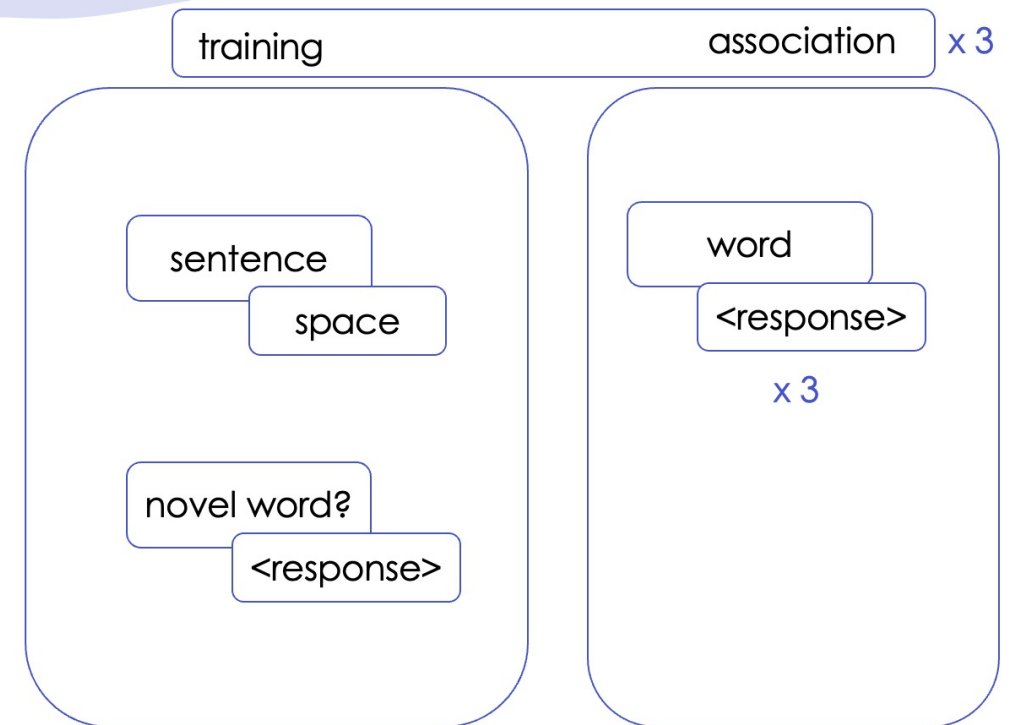 training
association
x 3
sentence
space
novel word?
<response>
word
<response>
x 3